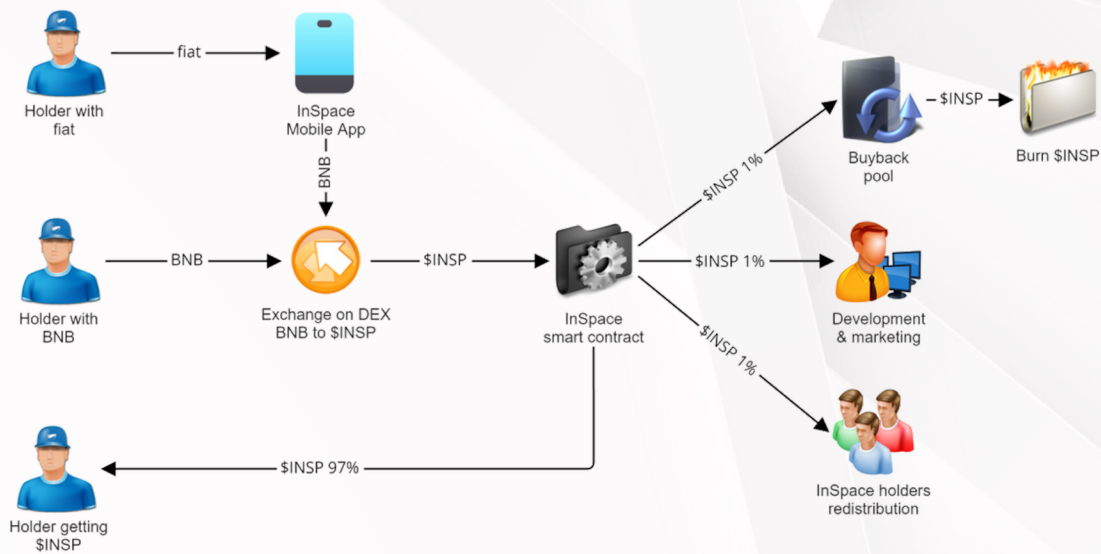 fiat
Holder with
fiat
InSpace
Mobile App
BNB
$INSP 1%
Buyback
pool
$INSP
Burn $INSP
Holder with
BNB
BNB
Exchange on DEX
BNB to $INSP
$INSP
InSpace
smart contract
$INSP 1%
Development
& marketing
$INSP 1%
InSpace holders
redistribution
$INSP 97%
Holder getting
$INSP